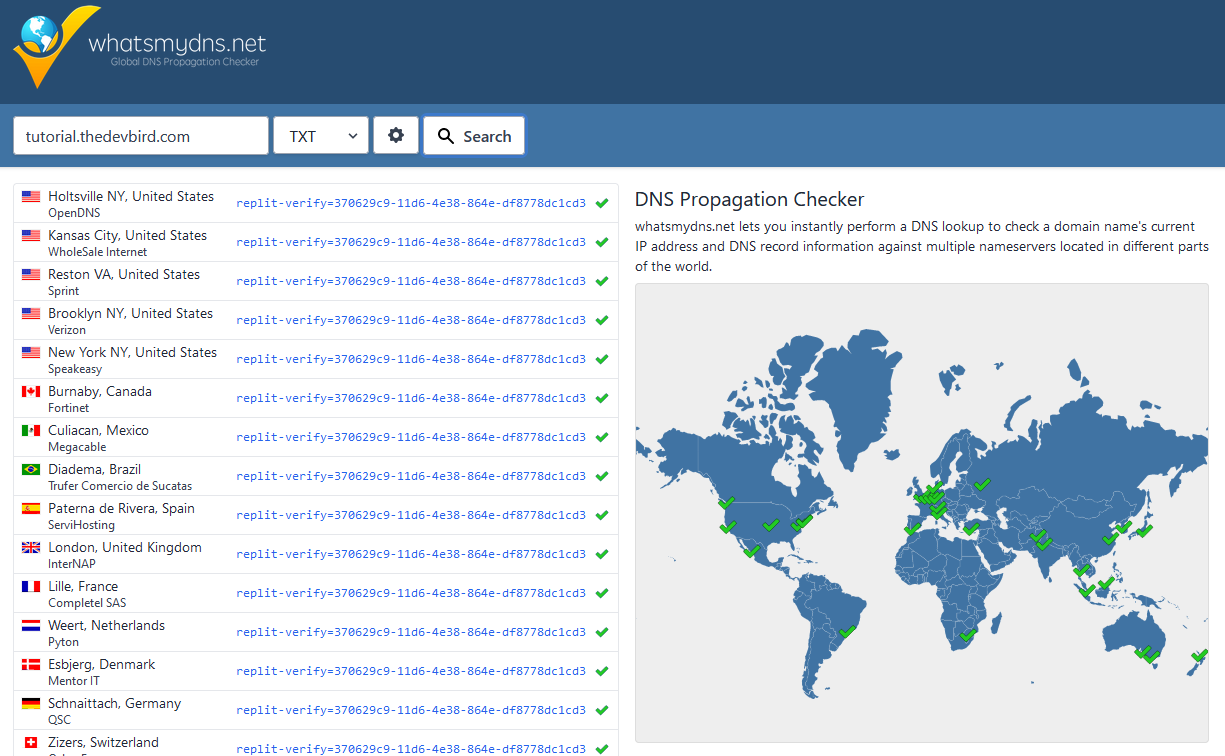 whatsmydns.net
Global DNS Propagation Checker
tutorial.thedevbird.com
TXT
Search
Holtsville NY, United States
OpenDNS
replit-verify=370629c9-11d6-4e38-864e-df8778dc1cd3
Kansas City, United States
WholeSale Internet
replit-verify=370629c9-11d6-4e38-864e-df8778dc1cd3
Reston VA, United States
Sprint
replit-verify=370629c9-11d6-4e38-864e-df8778dc1cd3
Brooklyn NY, United States
Verizon
replit-verify=370629c9-11d6-4e38-864e-df8778dc1cd3
New York NY, United States
Speakeasy
replit-verify=370629c9-11d6-4e38-864e-df8778dc1cd3
Burnaby, Canada
Fortinet
replit-verify=370629c9-11d6-4e38-864e-df8778dc1cd3
Culiacan, Mexico
Megacable
replit-verify=370629c9-11d6-4e38-864e-df8778dc1cd3
Diadema, Brazil
Trufer Comercio de Sucatas
replit-verify=370629c9-11d6-4e38-864e-df8778dc1cd3
Paterna de Rivera, Spain
ServiHosting
replit-verify=370629c9-11d6-4e38-864e-df8778dc1cd3
London, United Kingdom
InterNAP
replit-verify=370629c9-11d6-4e38-864e-df8778dc1cd3
Lille, France
Completel SAS
replit-verify=370629c9-11d6-4e38-864e-df8778dc1cd3
Weert, Netherlands
Pyton
replit-verify=370629c9-11d6-4e38-864e-df8778dc1cd3
Esbjerg, Denmark
Mentor IT
replit-verify=370629c9-11d6-4e38-864e-df8778dc1cd3
Schnaittach, Germany
QSC
replit-verify=370629c9-11d6-4e38-864e-df8778dc1cd3
Zizers, Switzerland
replit-verify=370629c9-11d6-4e38-864e-df8778dc1cd3
DNS Propagation Checker
whatsmydns.net lets you instantly perform a DNS lookup to check a domain name's current
IP address and DNS record information against multiple nameservers located in different parts
of the world.